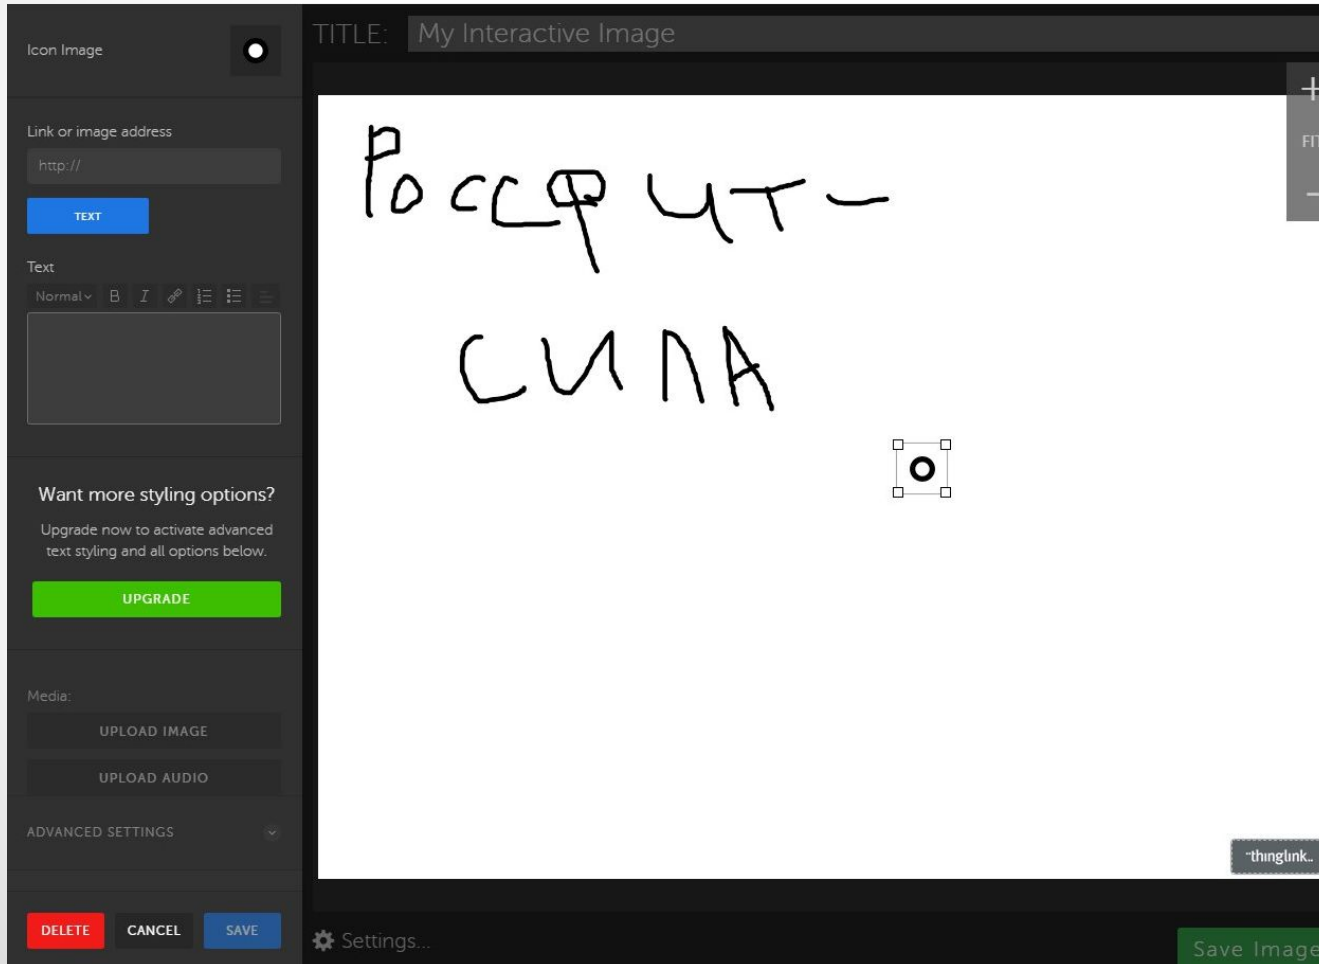 Icon Image
TITLE: My Interactive Image
Link or image address
http://
TEXT
Text
Normal B I
Want more styling options?
Upgrade now to activate advanced
text styling and all options below.
UPGRADE
Media:
UPLOAD IMAGE
UPLOAD AUDIO
ADVANCED SETTINGS
DELETE CANCEL SAVE
Россфит-
сила
FIT
thinglink..
Settings...
Save Image